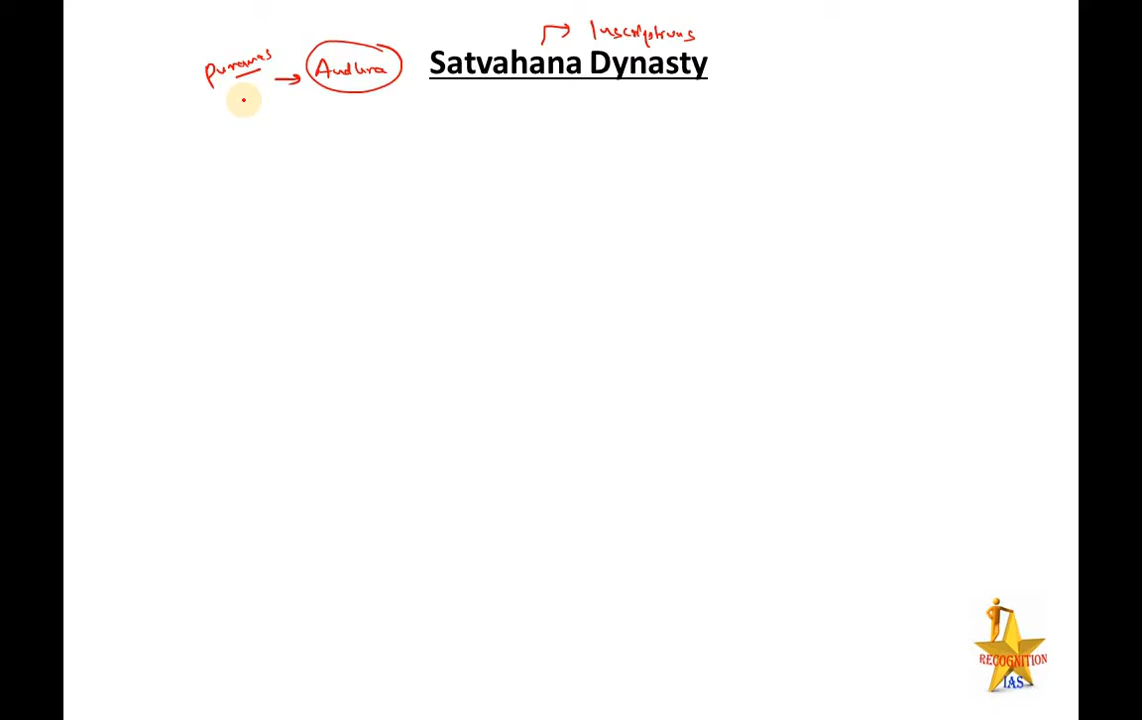 Inscriptions
Puranas → Andhra Satvahana Dynasty
RECOGNITION
IAS